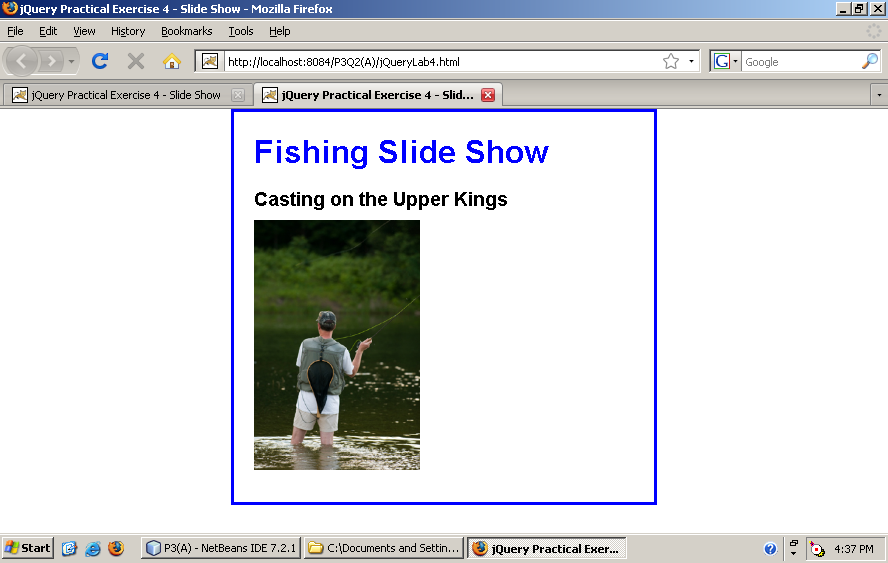 jQuery Practical Exercise 4 - Slide Show - Mozilla Firefox
File Edit View History Bookmarks Tools Help
http://localhost:8084/P3Q2(A)/jQueryLab4.html
G Google
jQuery Practical Exercise 4 - Slide Show
jQuery Practical Exercise 4 - Slid...
Fishing Slide Show
Casting on the Upper Kings
Start
P3(A) - NetBeans IDE 7.2.1
C:\Documents and Settin...
jQuery Practical Exer...
4:37 PM